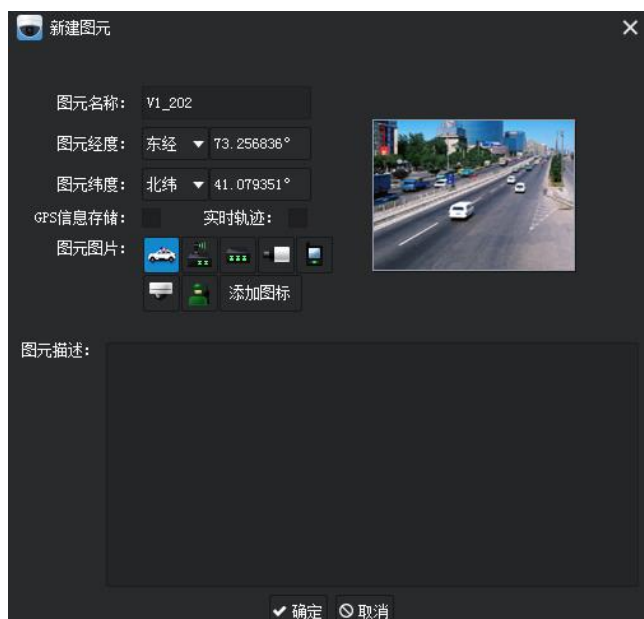 新建图元
图元名称： V1_202
图元经度： 东经 73.256836°
图元纬度： 北纬 41.079351°
GPS信息存储： 实时轨迹：
图元图片：
添加图标
图元描述：
确定 取消